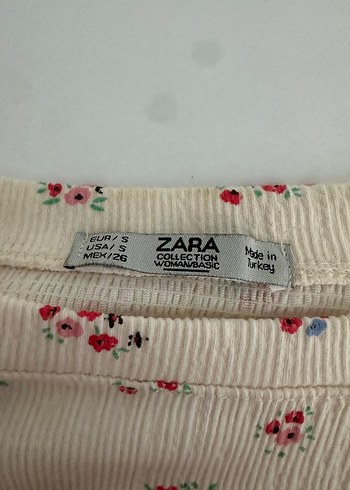 EUR/ S
USA/ S
MEX/26
ZARA
COLLECTION
WOMAN/BASIC
Made in
Turkey